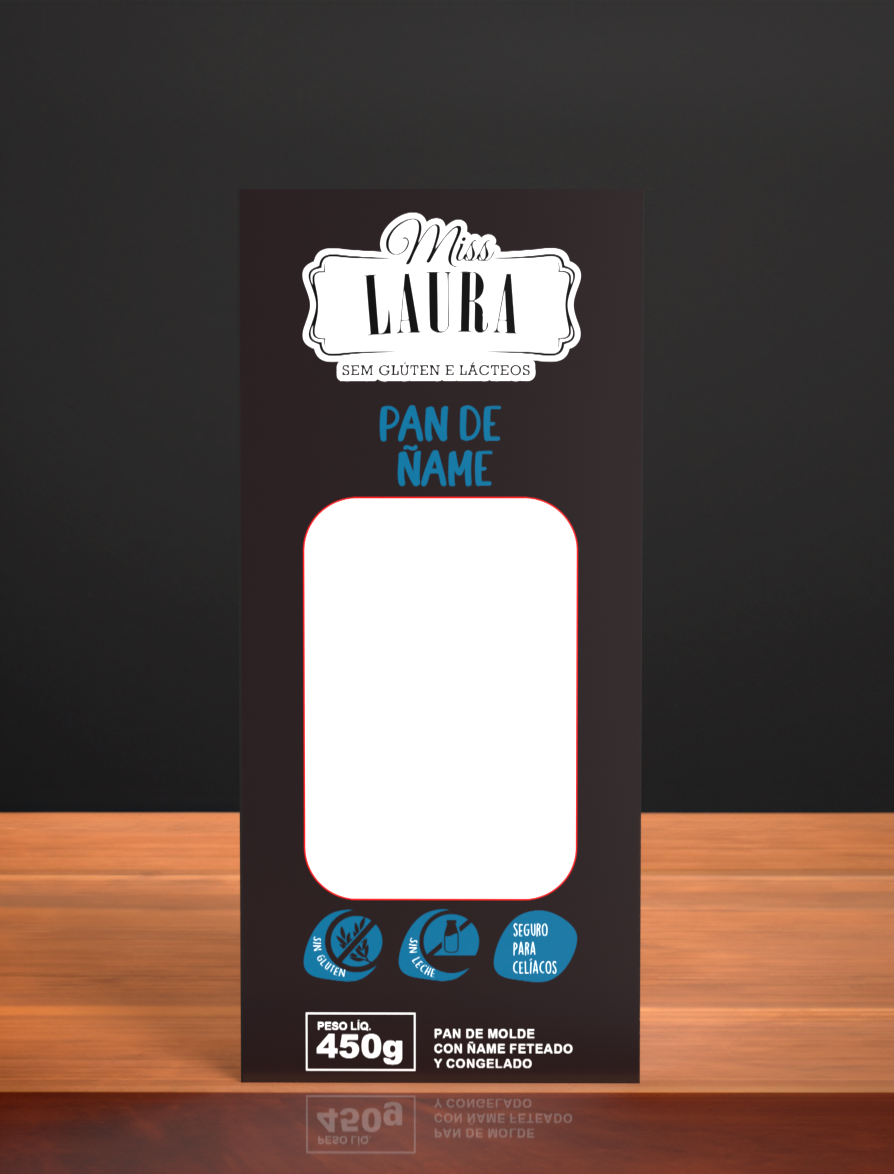 Miss
LAURA
SEM GLÚTEN E LÁCTEOS
PAN DE
ÑAME
SIN GLUTEN
SIN LECHE
SEGURO
PARA
CELÍACOS
PESO LÍQ.
450g
PAN DE MOLDE
CON ÑAME FETEADO
Y CONGELADO